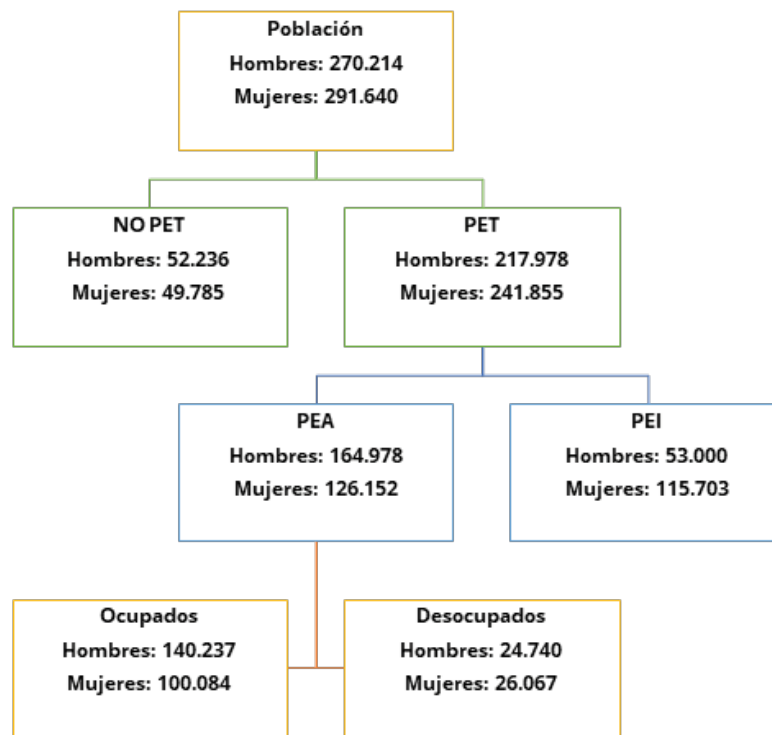 Población
Hombres: 270.214
Mujeres: 291.640
NO PET
Hombres: 52.236
Mujeres: 49.785
PET
Hombres: 217.978
Mujeres: 241.855
PEA
Hombres: 164.978
Mujeres: 126.152
PEI
Hombres: 53.000
Mujeres: 115.703
Ocupados
Hombres: 140.237
Mujeres: 100.084
Desocupados
Hombres: 24.740
Mujeres: 26.067